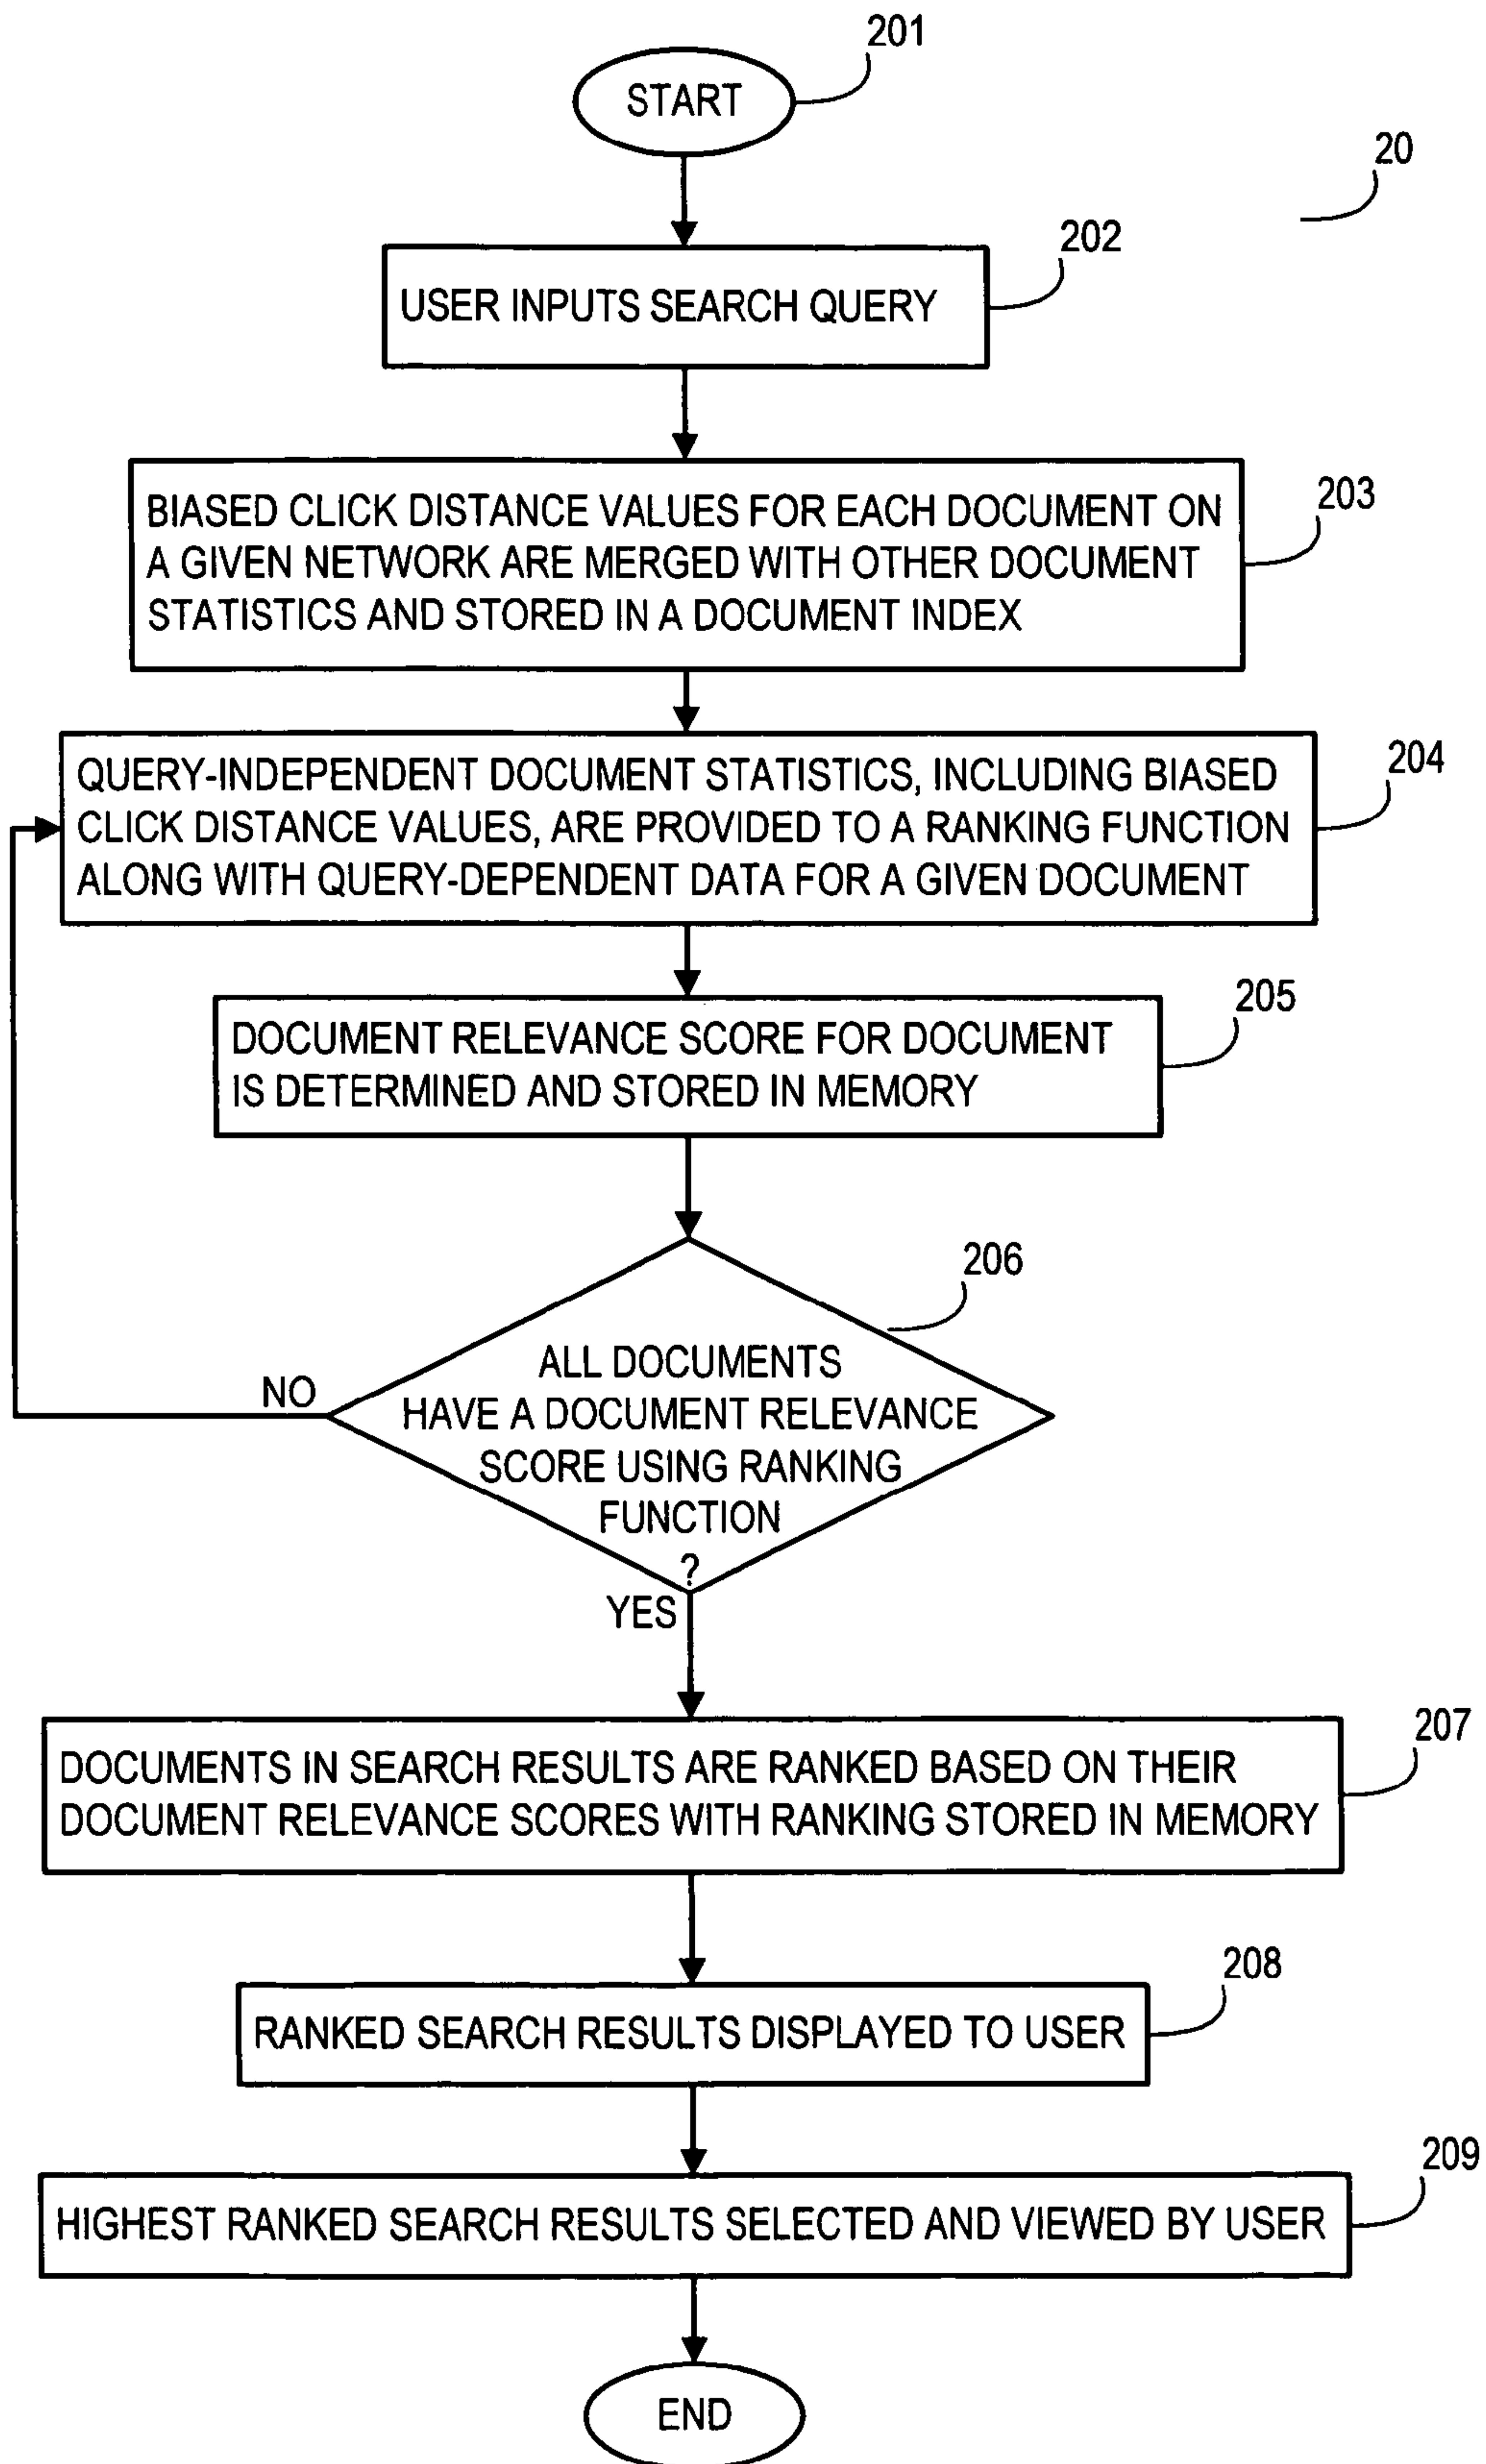 201
START
20
202
USER INPUTS SEARCH QUERY
203
BIASED CLICK DISTANCE VALUES FOR EACH DOCUMENT ON
A GIVEN NETWORK ARE MERGED WITH OTHER DOCUMENT
STATISTICS AND STORED IN A DOCUMENT INDEX
204
QUERY-INDEPENDENT DOCUMENT STATISTICS, INCLUDING BIASED
CLICK DISTANCE VALUES, ARE PROVIDED TO A RANKING FUNCTION
ALONG WITH QUERY-DEPENDENT DATA FOR A GIVEN DOCUMENT
205
DOCUMENT RELEVANCE SCORE FOR DOCUMENT
IS DETERMINED AND STORED IN MEMORY
206
ALL DOCUMENTS
HAVE A DOCUMENT RELEVANCE
SCORE USING RANKING
FUNCTION
?
NO
YES
207
DOCUMENTS IN SEARCH RESULTS ARE RANKED BASED ON THEIR
DOCUMENT RELEVANCE SCORES WITH RANKING STORED IN MEMORY
208
RANKED SEARCH RESULTS DISPLAYED TO USER
209
HIGHEST RANKED SEARCH RESULTS SELECTED AND VIEWED BY USER
END